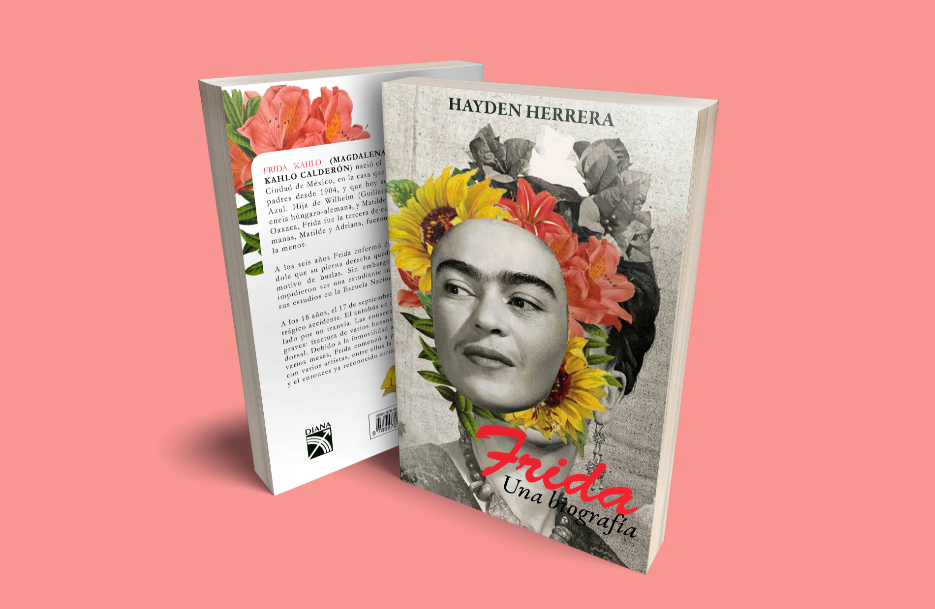 FRIDA KAHLO (MAGDALENA
KAHLO CALDERÓN) nació el
Ciudad de México, en la casa que
padres desde 1904, y que hoy se
Azul. Hija de Wilhelm
encia húngaro-alemana, y Matilde
Oaxaca, Frida fue la tercera de
manas, Matilde y Adriana, fueron
la menor.
A los seis años Frida enfermó
dole que su pierna derecha
motivo de burlas. Sin embargo
impidieron ser una estudiante
sus estudios en la Escuela
A los 18 años, el 17 de septiembre
trágico accidente. El autobús en
lado por un tranvía. Las
graves: fractura de varios huesos
dorsal. Debido a la inmovilidad
varios meses, Frida comenzó a
con varios artistas, entre ellos la
y el entonces ya reconocido
DIANA
HAYDEN HERRERA
Frida
Una biografía